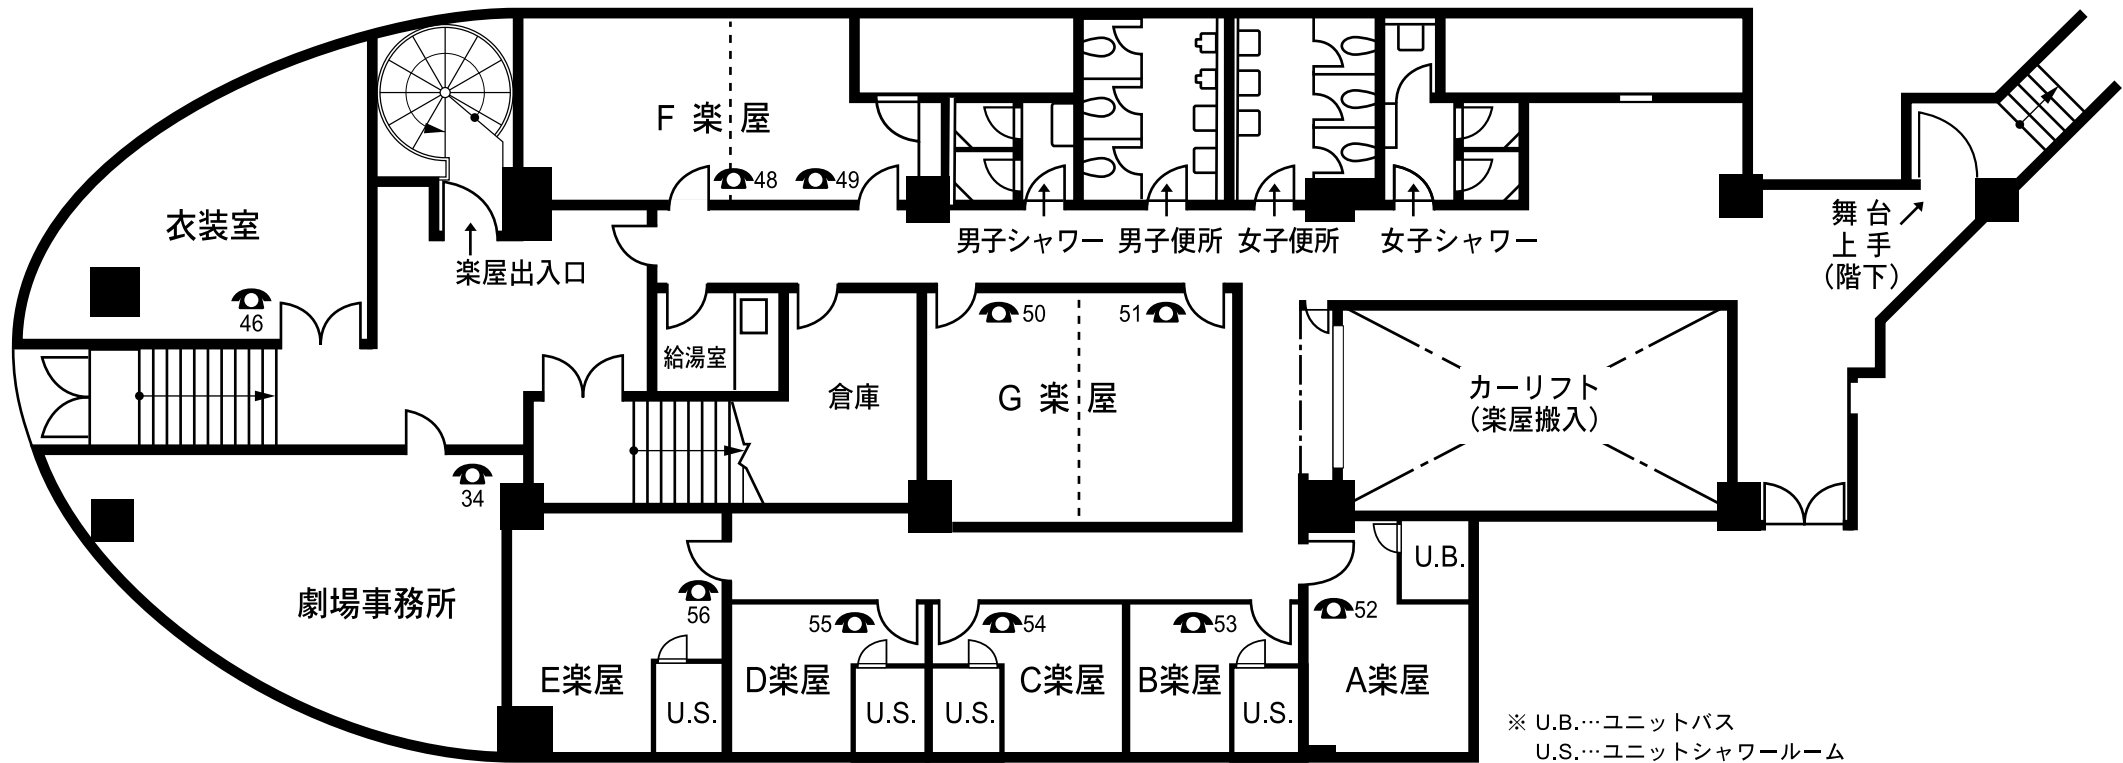 F 楽 屋
48
49
衣装室
46
楽屋出入口
男子シャワー
男子便所
女子便所
女子シャワー
舞 台
上 手
（階下）
給湯室
倉庫
50
51
G 楽 屋
カーリフト
（楽屋搬入）
34
劇場事務所
56
E楽屋
U.S.
55
D楽屋
U.S.
54
C楽屋
U.S.
53
B楽屋
U.S.
52
A楽屋
U.B.
※ U.B.…ユニットバス
U.S.…ユニットシャワールーム